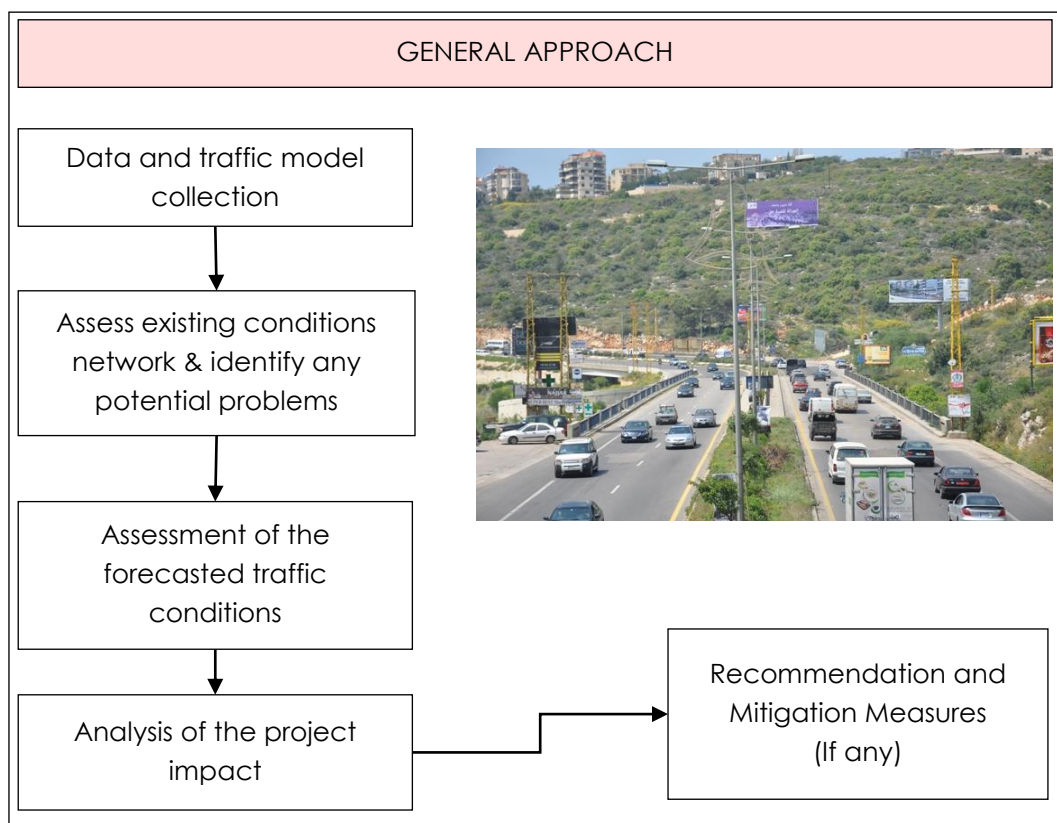 GENERAL APPROACH
Data and traffic model
collection
Assess existing conditions
network & identify any
potential problems
Assessment of the
forecasted traffic
conditions
Analysis of the project
impact
Recommendation and
Mitigation Measures
(If any)